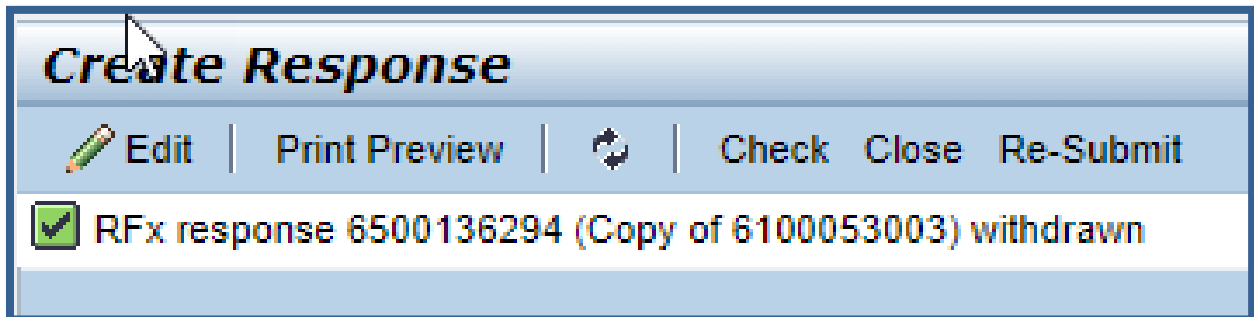 Create Response
Edit Print Preview Check Close Re-Submit
RFx response 6500136294 (Copy of 6100053003) withdrawn